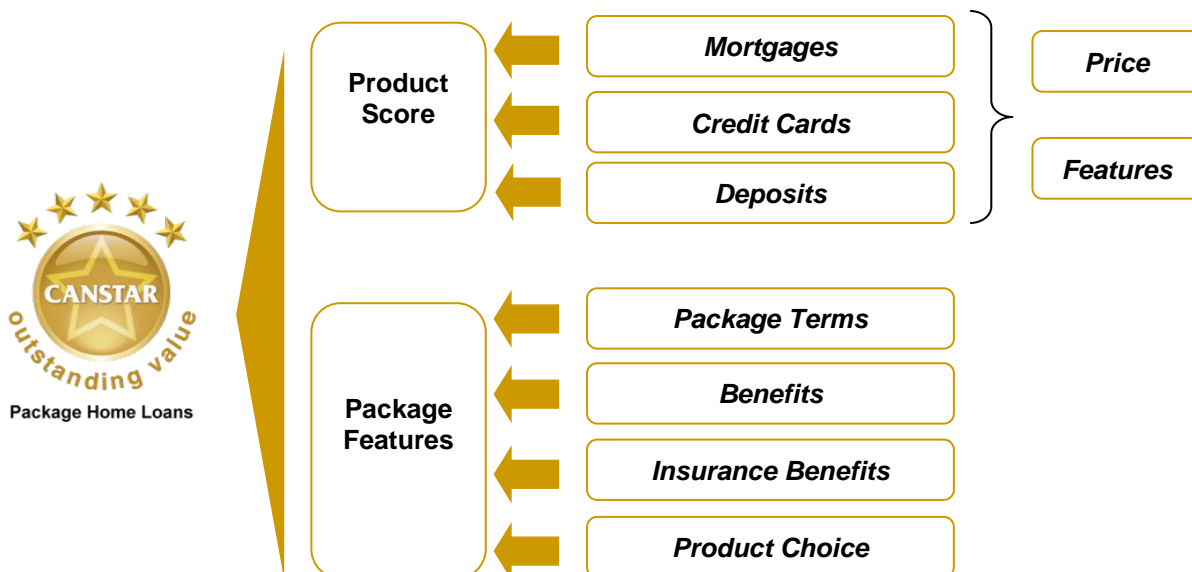 Product
Score
Mortgages
Credit Cards
Deposits
Price
Features
CANSTAR
outstanding value
Package Home Loans
Package
Features
Package Terms
Benefits
Insurance Benefits
Product Choice